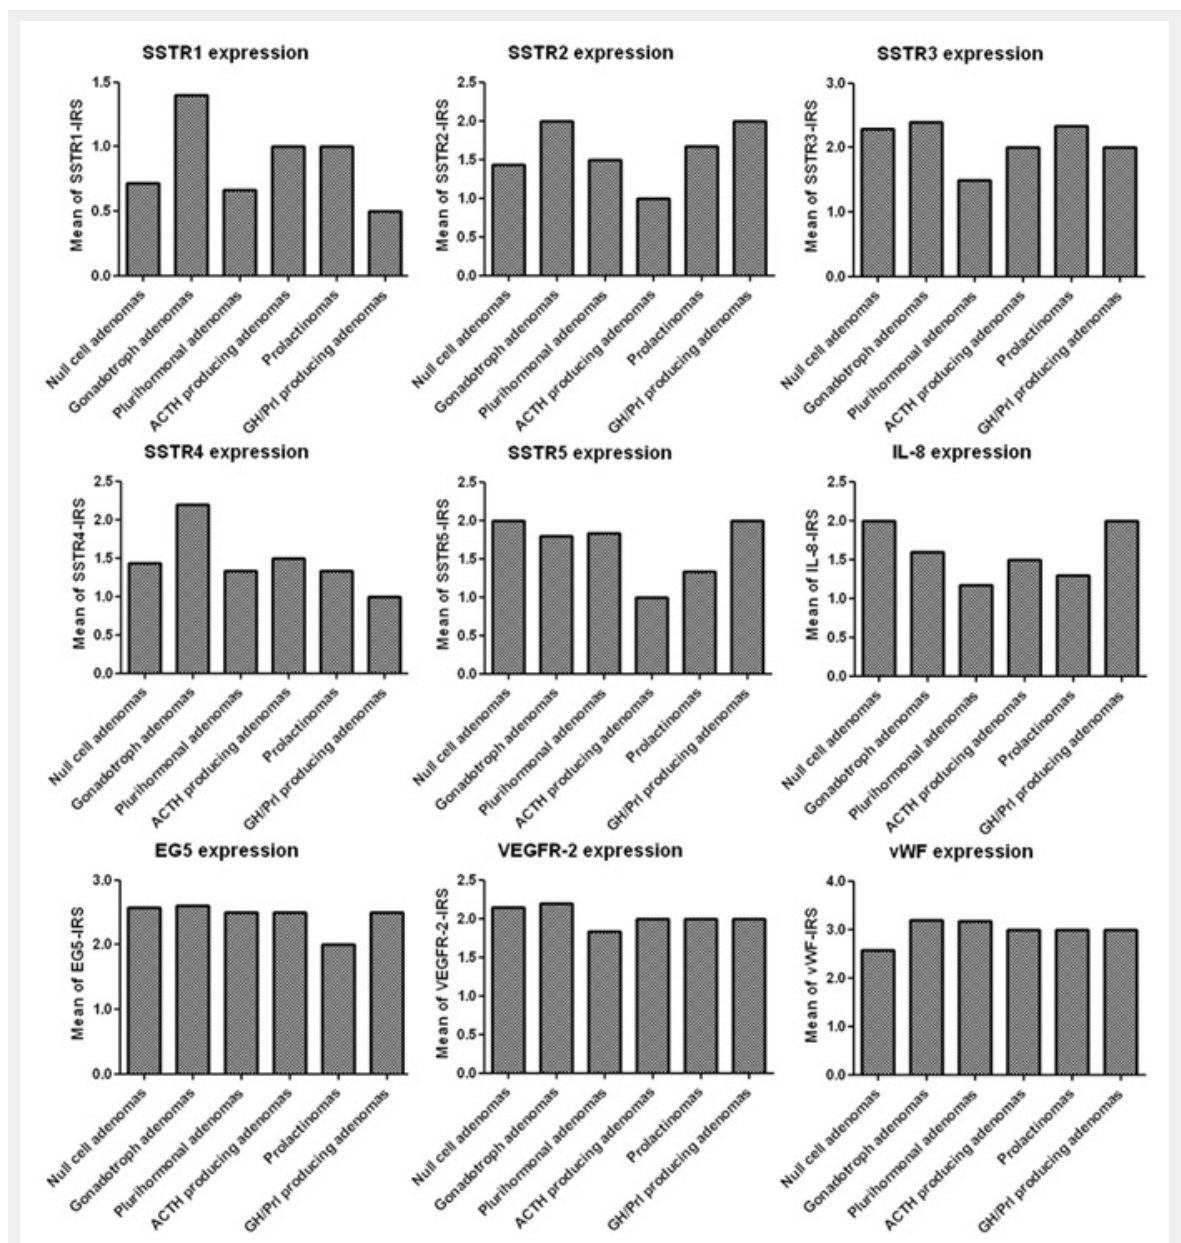 SSTR1 expression
Mean of SSTR1-IRS
1.5
1.0
0.5
0.0
Null cell adenomas
Gonadotroph adenomas
Plurihormonal adenomas
ACTH producing adenomas
Prolactinomas
GH/Prl producing adenomas
SSTR2 expression
Mean of SSTR2-IRS
2.5
2.0
1.5
1.0
0.5
0.0
Null cell adenomas
Gonadotroph adenomas
Plurihormonal adenomas
ACTH producing adenomas
Prolactinomas
GH/Prl producing adenomas
SSTR3 expression
Mean of SSTR3-IRS
3.0
2.0
1.0
0.0
Null cell adenomas
Gonadotroph adenomas
Plurihormonal adenomas
ACTH producing adenomas
Prolactinomas
GH/Prl producing adenomas
SSTR4 expression
Mean of SSTR4-IRS
2.5
2.0
1.5
1.0
0.5
0.0
Null cell adenomas
Gonadotroph adenomas
Plurihormonal adenomas
ACTH producing adenomas
Prolactinomas
GH/Prl producing adenomas
SSTR5 expression
Mean of SSTR5-IRS
2.5
2.0
1.5
1.0
0.5
0.0
Null cell adenomas
Gonadotroph adenomas
Plurihormonal adenomas
ACTH producing adenomas
Prolactinomas
GH/Prl producing adenomas
IL-8 expression
Mean of IL-8-IRS
2.5
2.0
1.5
1.0
0.5
0.0
Null cell adenomas
Gonadotroph adenomas
Plurihormonal adenomas
ACTH producing adenomas
Prolactinomas
GH/Prl producing adenomas
EG5 expression
Mean of EG5-IRS
3.0
2.0
1.0
0.0
Null cell adenomas
Gonadotroph adenomas
Plurihormonal adenomas
ACTH producing adenomas
Prolactinomas
GH/Prl producing adenomas
VEGFR-2 expression
Mean of VEGFR-2-IRS
2.5
2.0
1.5
1.0
0.5
0.0
Null cell adenomas
Gonadotroph adenomas
Plurihormonal adenomas
ACTH producing adenomas
Prolactinomas
GH/Prl producing adenomas
vWF expression
Mean of vWF-IRS
4.0
3.0
2.0
1.0
0.0
Null cell adenomas
Gonadotroph adenomas
Plurihormonal adenomas
ACTH producing adenomas
Prolactinomas
GH/Prl producing adenomas